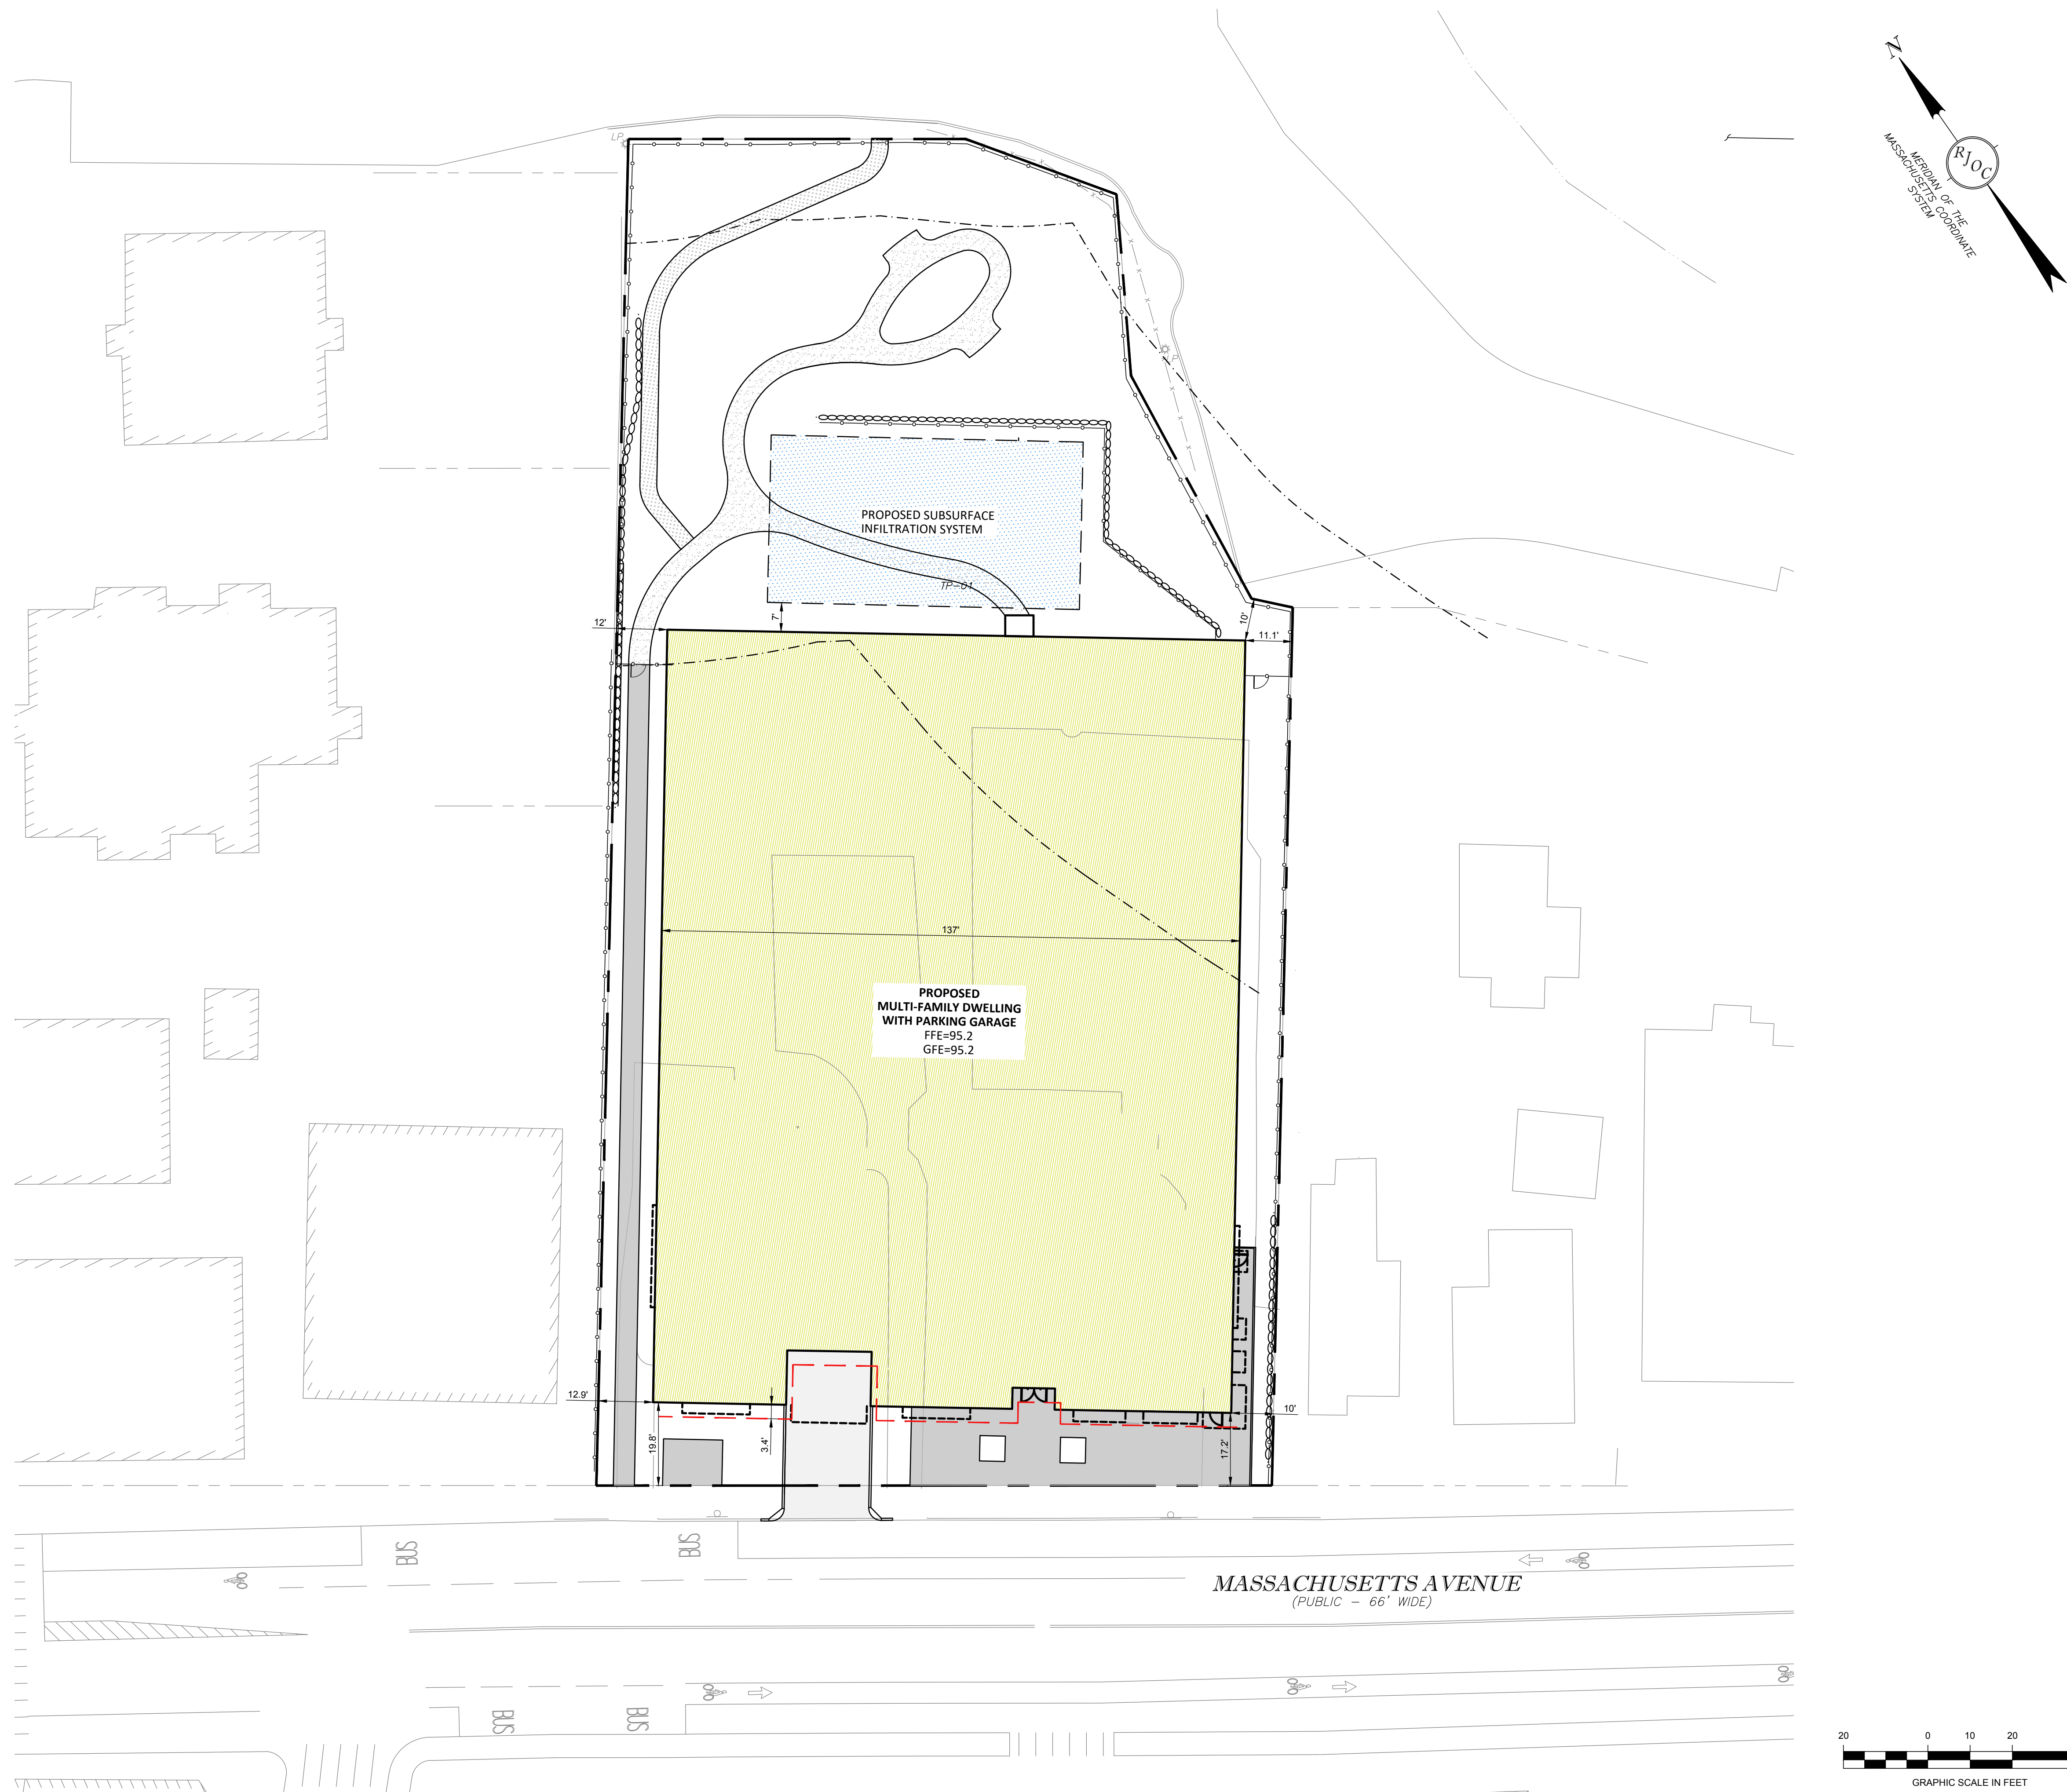 N
RJOC
MERIDIAN OF THE
MASSACHUSETTS COORDINATE
SYSTEM
LP
LP
PROPOSED SUBSURFACE
INFILTRATION SYSTEM
TP-01
12'
7'
10'
11.1'
137'
PROPOSED
MULTI-FAMILY DWELLING
WITH PARKING GARAGE
FFE=95.2
GFE=95.2
12.9'
19.8'
3.4'
17.2'
10'
BUS
BUS
MASSACHUSETTS AVENUE
(PUBLIC - 66' WIDE)
BUS
BUS
20 0 10 20
GRAPHIC SCALE IN FEET